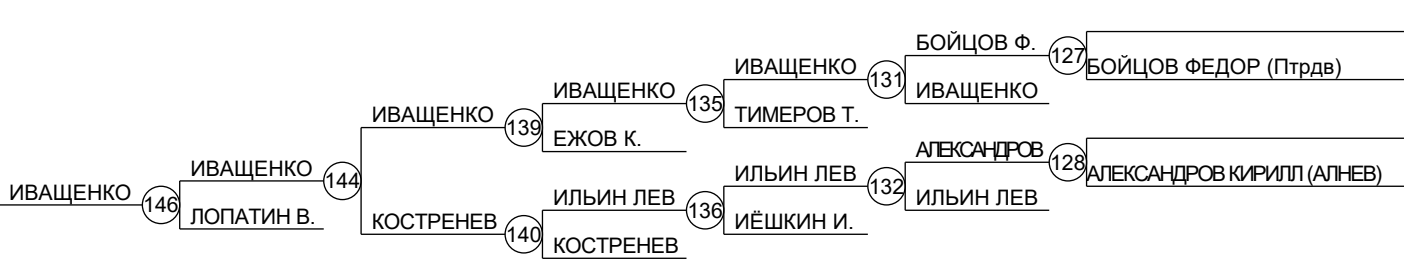 БОЙЦОВ Ф.
127
БОЙЦОВ ФЕДОР (Птрдв)
ИВАЩЕНКО
131
ИВАЩЕНКО
ИВАЩЕНКО
135
ТИМЕРОВ Т.
ИВАЩЕНКО
139
ЕЖОВ К.
АЛЕКСАНДРОВ
128
АЛЕКСАНДРОВ КИРИЛЛ (АЛНЕВ)
ИВАЩЕНКО
144
ИЛЬИН ЛЕВ
132
ИЛЬИН ЛЕВ
ИВАЩЕНКО
146
ЛОПАТИН В.
КОСТРЕНЕВ
140
ИЛЬИН ЛЕВ
136
ИЁШКИН И.
КОСТРЕНЕВ